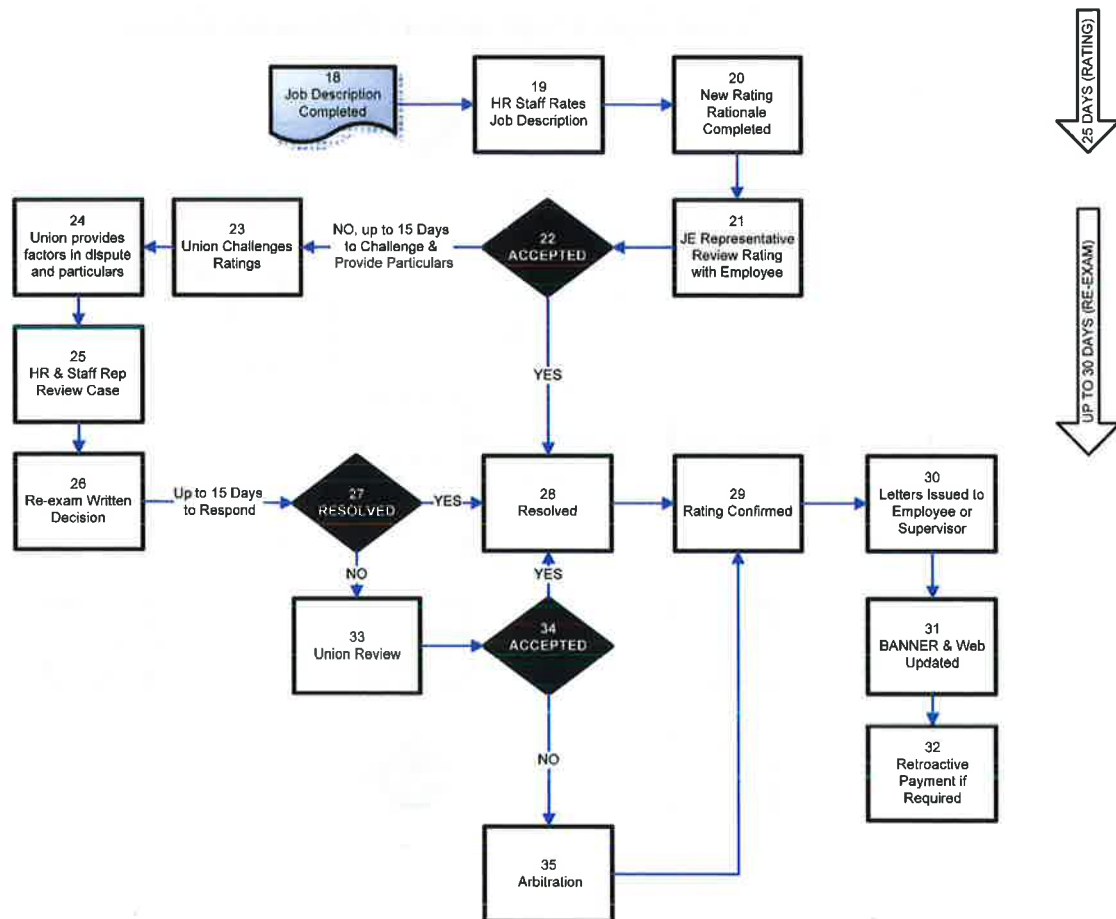 25 DAYS (RATING)
18
Job Description
Completed
19
HR Staff Rates
Job Description
20
New Rating
Rationale
Completed
24
Union provides
factors in dispute
and particulars
23
Union Challenges
Ratings
NO, up to 15 Days
to Challenge &
Provide Particulars
22
ACCEPTED
21
JE Representative
Review Rating
with Employee
UP TO 30 DAYS (RE-EXAM)
25
HR & Staff Rep
Review Case
YES
26
Re-exam Written
Decision
Up to 15 Days
to Respond
27
RESOLVED
YES
28
Resolved
29
Rating Confirmed
30
Letters Issued to
Employee or
Supervisor
NO
YES
33
Union Review
34
ACCEPTED
31
BANNER & Web
Updated
NO
32
Retroactive
Payment if
Required
35
Arbitration